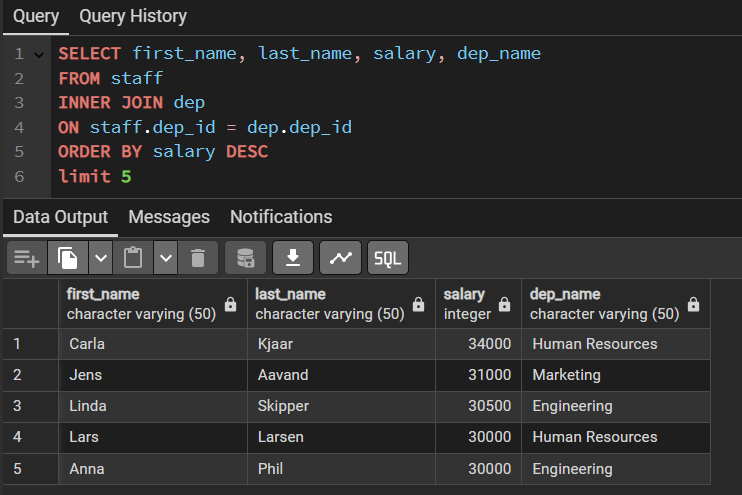 Query Query History
1 SELECT first_name, last_name, salary, dep_name
2 FROM staff
3 INNER JOIN dep
4 ON staff.dep_id = dep.dep_id
5 ORDER BY salary DESC
6 limit 5
Data Output Messages Notifications
SQL
first_name last_name salary dep_name
character varying (50) character varying (50) integer character varying (50)
1 Carla Kjaar 34000 Human Resources
2 Jens Aavand 31000 Marketing
3 Linda Skipper 30500 Engineering
4 Lars Larsen 30000 Human Resources
5 Anna Phil 30000 Engineering